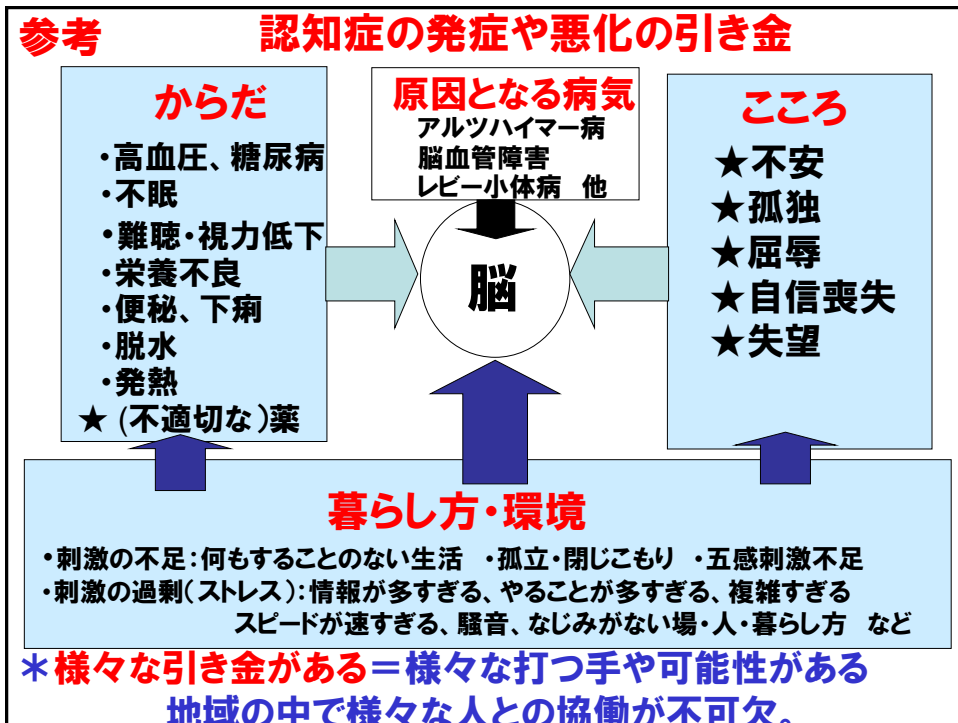 参考 認知症の発症や悪化の引き金
からだ
・高血圧、糖尿病
・不眠
・難聴・視力低下
・栄養不良
・便秘、下痢
・脱水
・発熱
★(不適切な)薬
原因となる病気
アルツハイマー病
脳血管障害
レビー小体病 他
脳
こころ
★不安
★孤独
★屈辱
★自信喪失
★失望
暮らし方・環境
・刺激の不足:何もすることのない生活 ・孤立・閉じこもり ・五感刺激不足
・刺激の過剰(ストレス):情報が多すぎる、やることが多すぎる、複雑すぎる
スピードが速すぎる、騒音、なじみがない場・人・暮らし方 など
＊様々な引き金がある＝様々な打つ手や可能性がある
地域の中で様々な人との協働が不可欠。